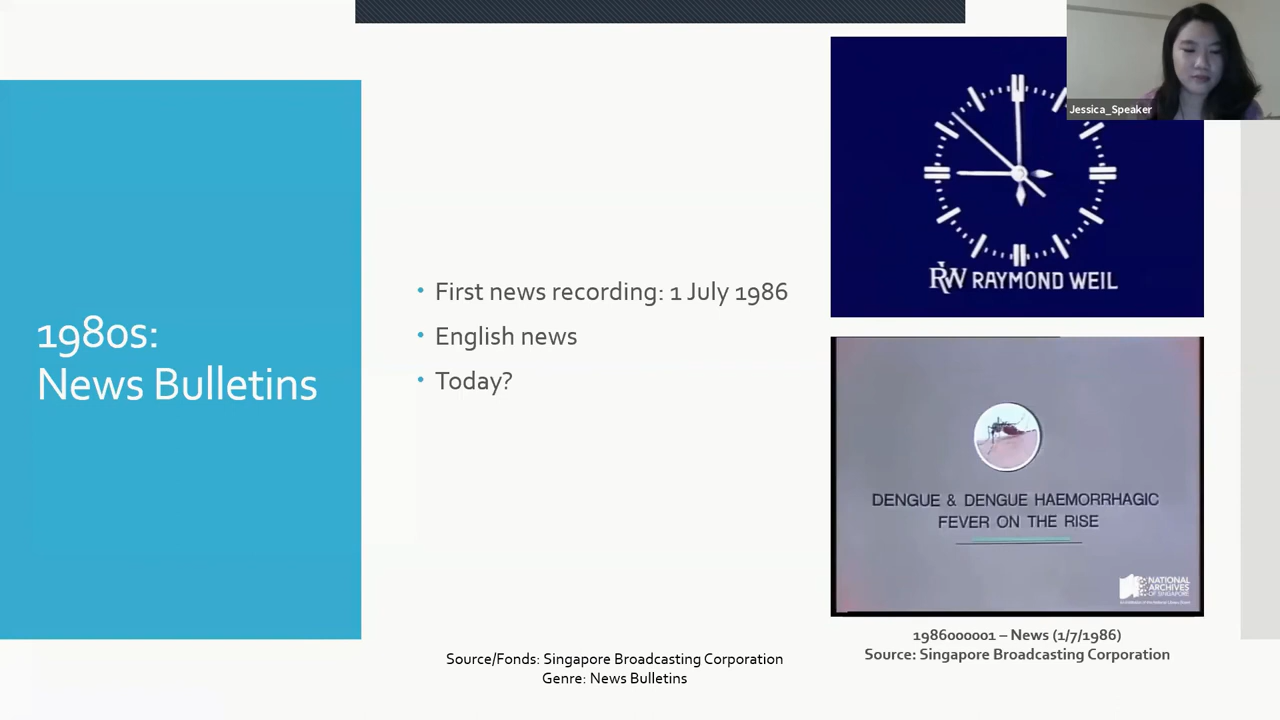 1980s:
News Bulletins
• First news recording: 1 July 1986
• English news
• Today?
Jessica_Speaker
RW RAYMOND WEIL
DENGUE & DENGUE HAEMORRHAGIC
FEVER ON THE RISE
NATIONAL
ARCHIVES
OF SINGAPORE
1986000001 – News (1/7/1986)
Source: Singapore Broadcasting Corporation
Source/Fonds: Singapore Broadcasting Corporation
Genre: News Bulletins